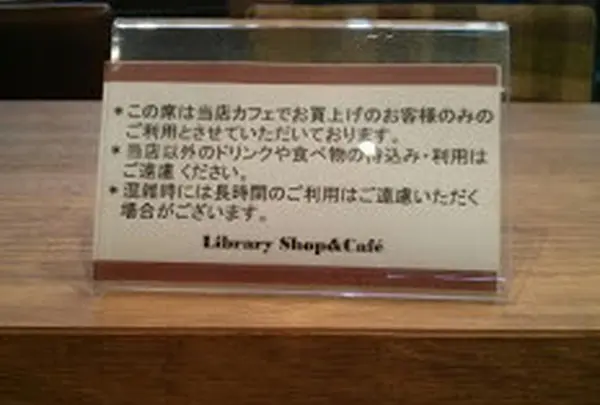 *この席は当店カフェでお買上げのお客様のみの
ご利用とさせていただいております。
*当店以外のドリンクや食べ物の持込み・利用は
ご遠慮ください。
*混雑時には長時間のご利用はご遠慮いただく
場合がございます。
Library Shop&Café